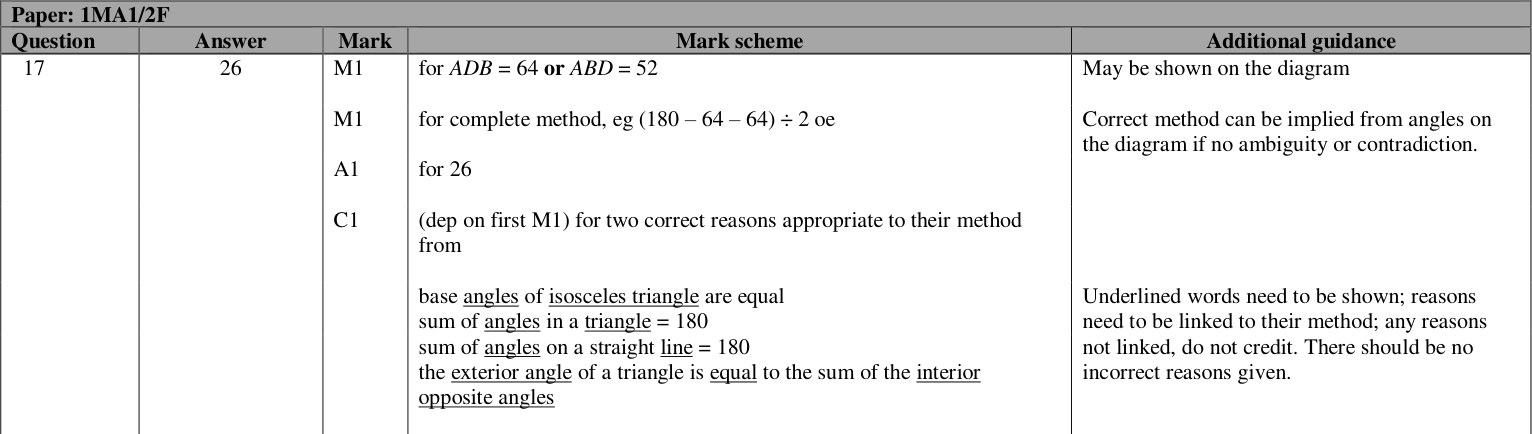 Paper: 1MA1/2F
Question Answer Mark Mark scheme Additional guidance
17 26 M1 for ADB = 64 or ABD = 52 May be shown on the diagram
M1 for complete method, eg (180 – 64 – 64) ÷ 2 oe Correct method can be implied from angles on
the diagram if no ambiguity or contradiction.
A1 for 26
C1 (dep on first M1) for two correct reasons appropriate to their method
from
base angles of isosceles triangle are equal Underlined words need to be shown; reasons
sum of angles in a triangle = 180 need to be linked to their method; any reasons
sum of angles on a straight line = 180 not linked, do not credit. There should be no
the exterior angle of a triangle is equal to the sum of the interior incorrect reasons given.
opposite angles